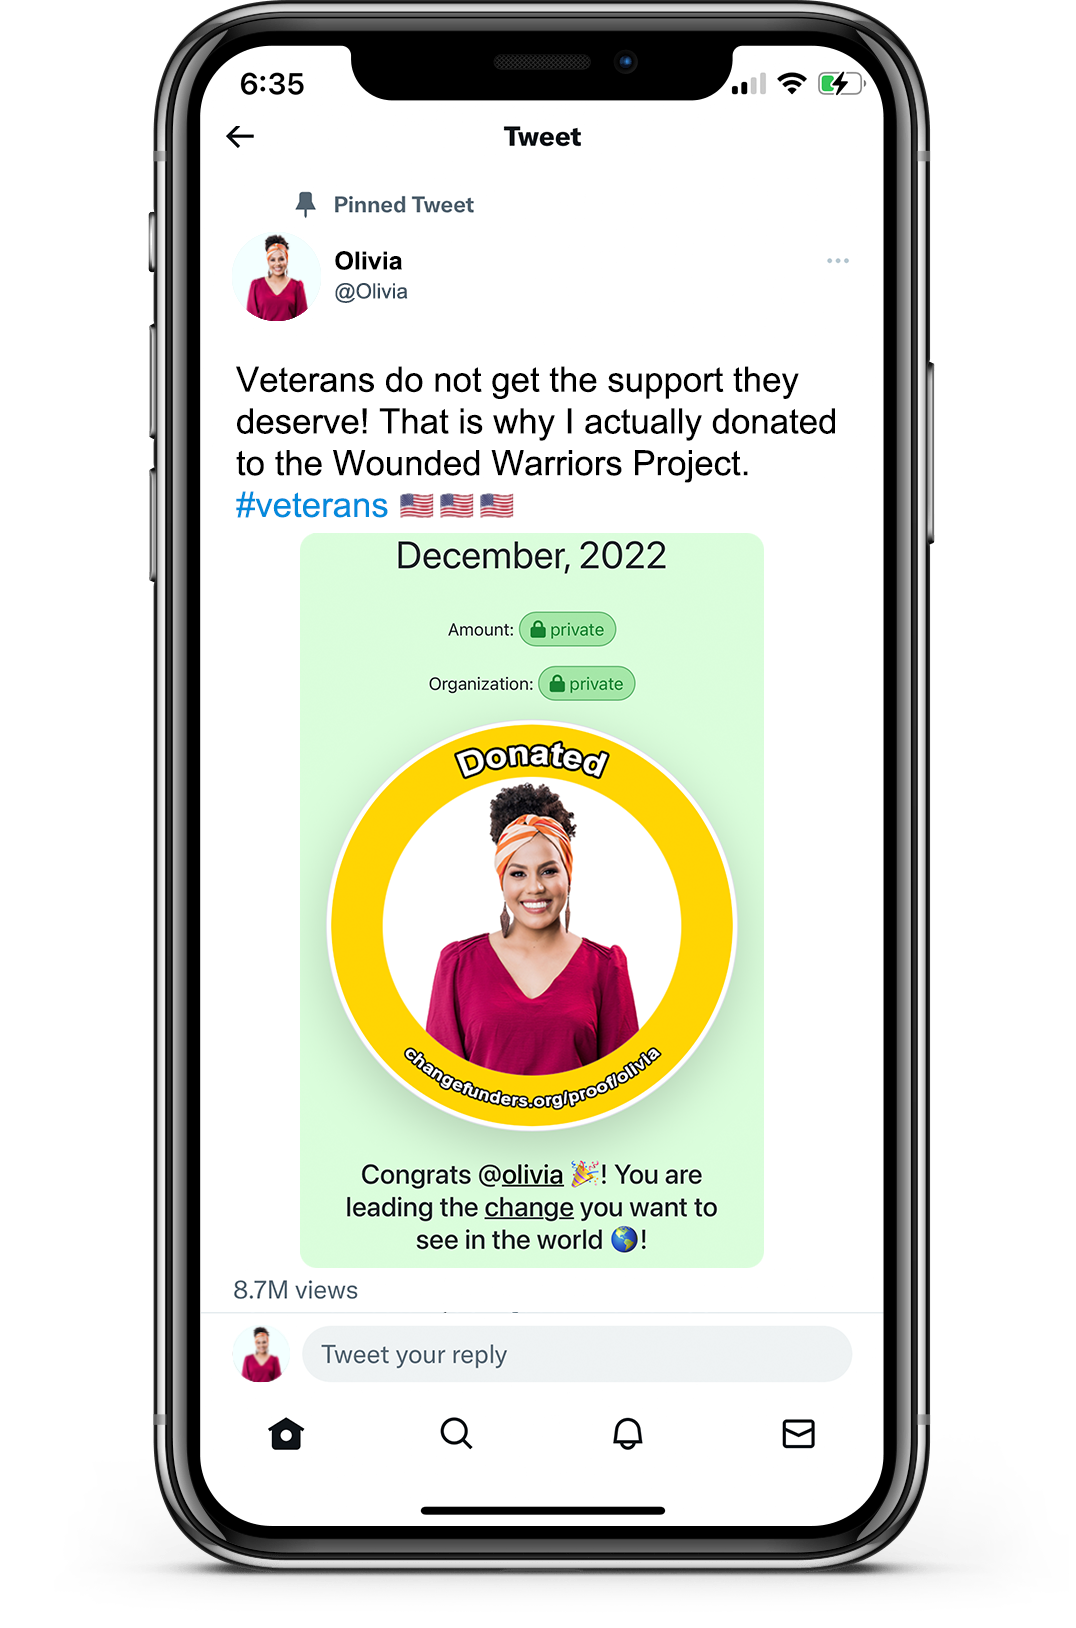 6:35
Tweet
Pinned Tweet
Olivia
@Olivia
Veterans do not get the support they
deserve! That is why I actually donated
to the Wounded Warriors Project.
#veterans 🇺🇸🇺🇸🇺🇸
December, 2022
Amount: private
Organization: private
Donated
changefunders.org/proof/olivia
Congrats @olivia 🎉! You are
leading the change you want to
see in the world 🌎!
8.7M views
Tweet your reply